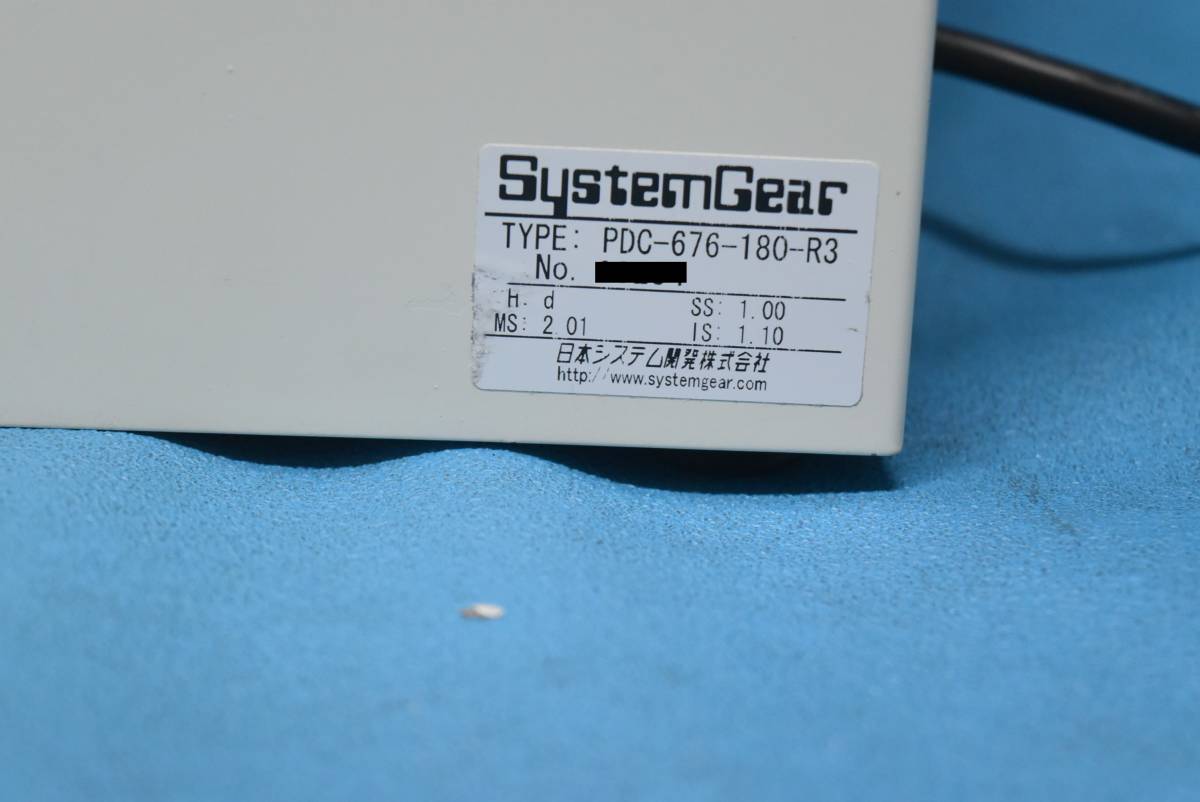 SystemGear
TYPE: PDC-676-180-R3
No.
H: d SS: 1.00
MS: 2.01 IS: 1.10
日本システム開発株式会社
http://www.systemgear.com